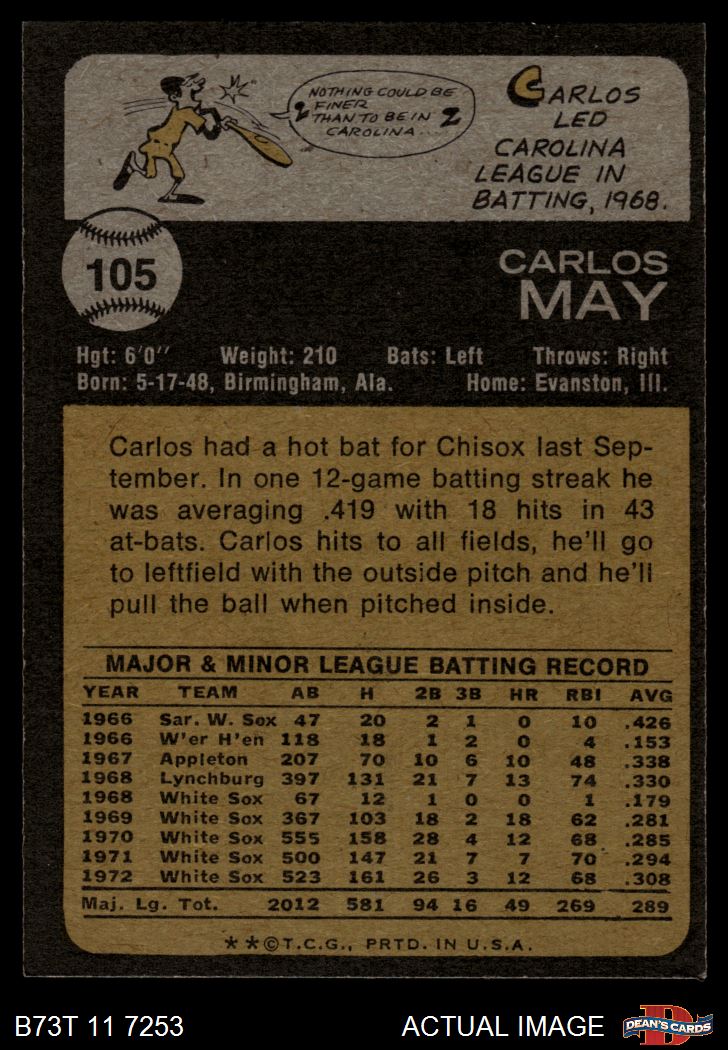 NOTHING COULD BE
FINER
THAN TO BE IN
CAROLINA...
CARLOS
LED
CAROLINA
LEAGUE IN
BATTING, 1968.
105
CARLOS
MAY
Hgt: 6'0" Weight: 210 Bats: Left Throws: Right
Born: 5-17-48, Birmingham, Ala. Home: Evanston, Ill.
Carlos had a hot bat for Chisox last Sep-
tember. In one 12-game batting streak he
was averaging .419 with 18 hits in 43
at-bats. Carlos hits to all fields, he'll go
to leftfield with the outside pitch and he'll
pull the ball when pitched inside.
MAJOR & MINOR LEAGUE BATTING RECORD
YEAR TEAM AB H 2B 3B HR RBI AVG
1966 Sar. W. Sox 47 20 2 1 0 10 .426
1966 W'er H'en 118 18 1 2 0 4 .153
1967 Appleton 207 70 10 6 10 48 .338
1968 Lynchburg 397 131 21 7 13 74 .330
1968 White Sox 67 12 1 0 0 1 .179
1969 White Sox 367 103 18 2 18 62 .281
1970 White Sox 555 158 28 4 12 68 .285
1971 White Sox 500 147 21 7 7 70 .294
1972 White Sox 523 161 26 3 12 68 .308
Maj. Lg. Tot. 2012 581 94 16 49 269 289
**©T.C.G., PRTD. IN U.S.A.
B73T 11 7253 ACTUAL IMAGE
D
DEAN'S CARDS